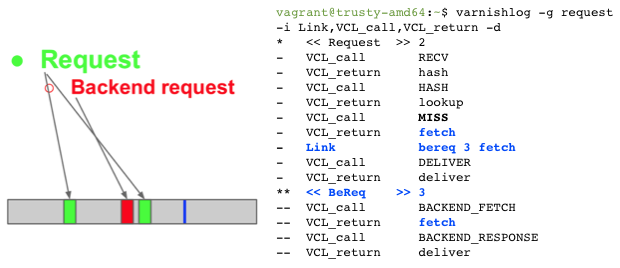 Request
Backend request
vagrant@trusty-amd64:~$ varnishlog -g request
-i Link,VCL_call,VCL_return -d
* << Request >> 2
- VCL_call RECV
- VCL_return hash
- VCL_call HASH
- VCL_return lookup
- VCL_call MISS
- VCL_return fetch
- Link bereq 3 fetch
- VCL_call DELIVER
- VCL_return deliver
** << BeReq >> 3
-- VCL_call BACKEND_FETCH
-- VCL_return fetch
-- VCL_call BACKEND_RESPONSE
-- VCL_return deliver